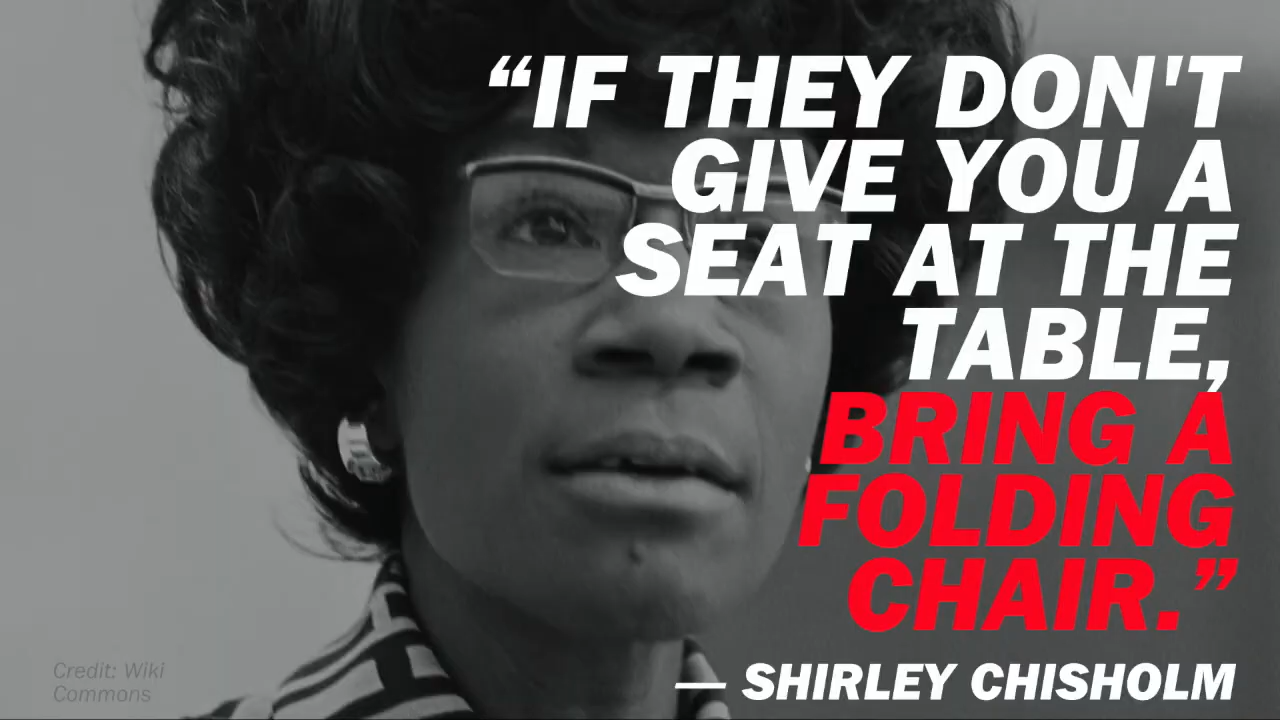 “IF THEY DON'T
GIVE YOU A
SEAT AT THE
TABLE,
BRING A
FOLDING
CHAIR.”
— SHIRLEY CHISHOLM
Credit: Wiki
Commons